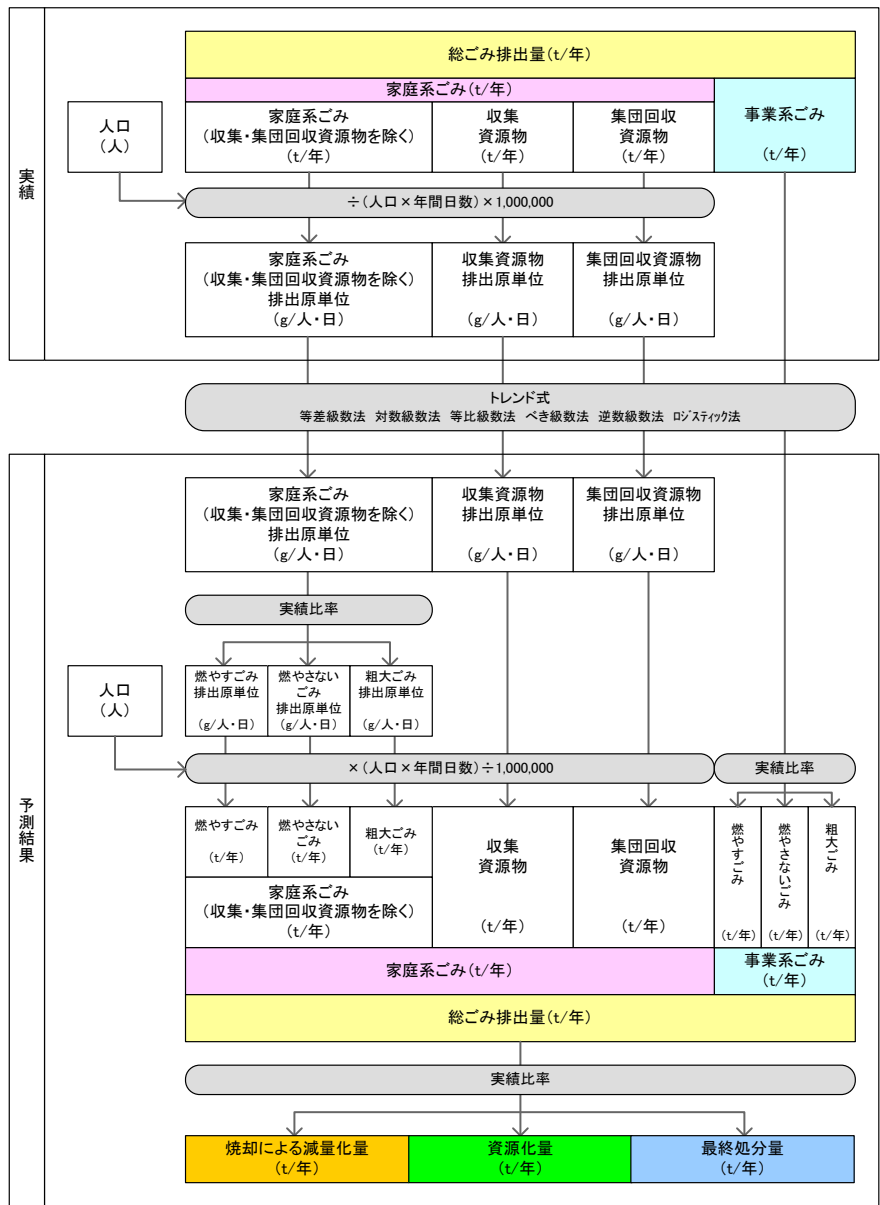 実績
総ごみ排出量(t/年)
家庭系ごみ(t/年)
事業系ごみ
(t/年)
人口
(人)
家庭系ごみ
(収集・集団回収資源物を除く)
(t/年)
収集
資源物
(t/年)
集団回収
資源物
(t/年)
÷(人口×年間日数)×1,000,000
家庭系ごみ
(収集・集団回収資源物を除く)
排出原単位
(g/人・日)
収集資源物
排出原単位
(g/人・日)
集団回収資源物
排出原単位
(g/人・日)
トレンド式
等差級数法 対数級数法 等比級数法 べき級数法 逆数級数法 ロジスティック法
予測結果
家庭系ごみ
(収集・集団回収資源物を除く)
排出原単位
(g/人・日)
収集資源物
排出原単位
(g/人・日)
集団回収資源物
排出原単位
(g/人・日)
実績比率
人口
(人)
燃やすごみ
排出原単位
(g/人・日)
燃やさない
ごみ
排出原単位
(g/人・日)
粗大ごみ
排出原単位
(g/人・日)
×(人口×年間日数)÷1,000,000
実績比率
燃やすごみ
(t/年)
燃やさない
ごみ
(t/年)
粗大ごみ
(t/年)
家庭系ごみ
(収集・集団回収資源物を除く)
(t/年)
収集
資源物
(t/年)
集団回収
資源物
(t/年)
燃やすごみ
(t/年)
燃やさないごみ
(t/年)
粗大ごみ
(t/年)
家庭系ごみ(t/年)
事業系ごみ
(t/年)
総ごみ排出量(t/年)
実績比率
焼却による減量化量
(t/年)
資源化量
(t/年)
最終処分量
(t/年)